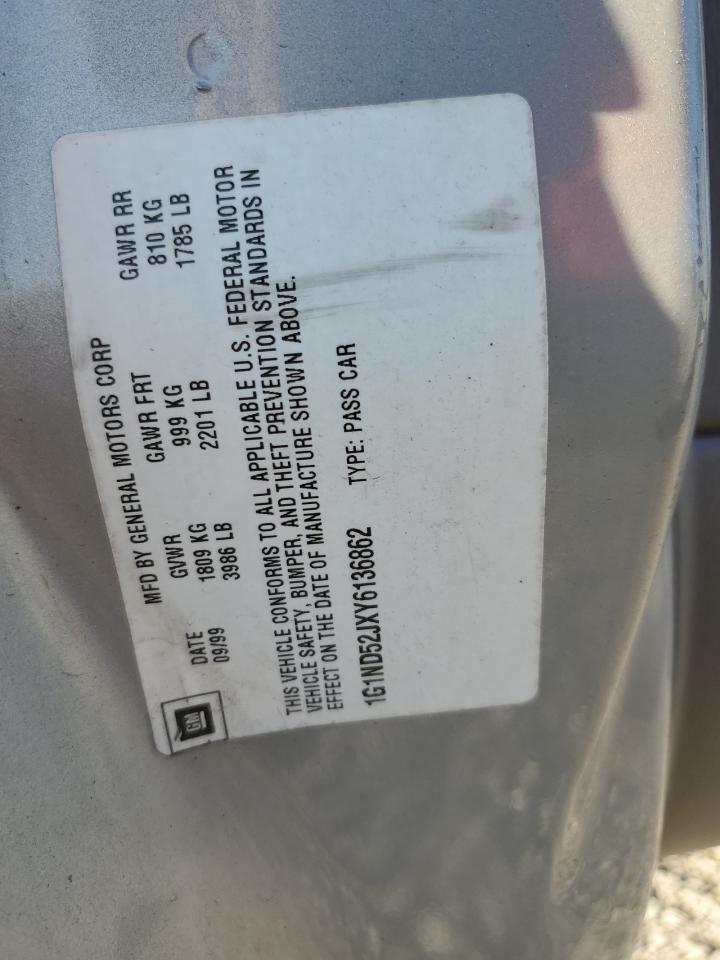 MFD BY GENERAL MOTORS CORP
DATE GVWR GAWR FRT GAWR RR
09/99 1809 KG 999 KG 810 KG
3986 LB 2201 LB 1785 LB
THIS VEHICLE CONFORMS TO ALL APPLICABLE U.S. FEDERAL MOTOR
VEHICLE SAFETY, BUMPER, AND THEFT PREVENTION STANDARDS IN
EFFECT ON THE DATE OF MANUFACTURE SHOWN ABOVE.
1G1ND52JXY6136862 TYPE: PASS CAR
GM